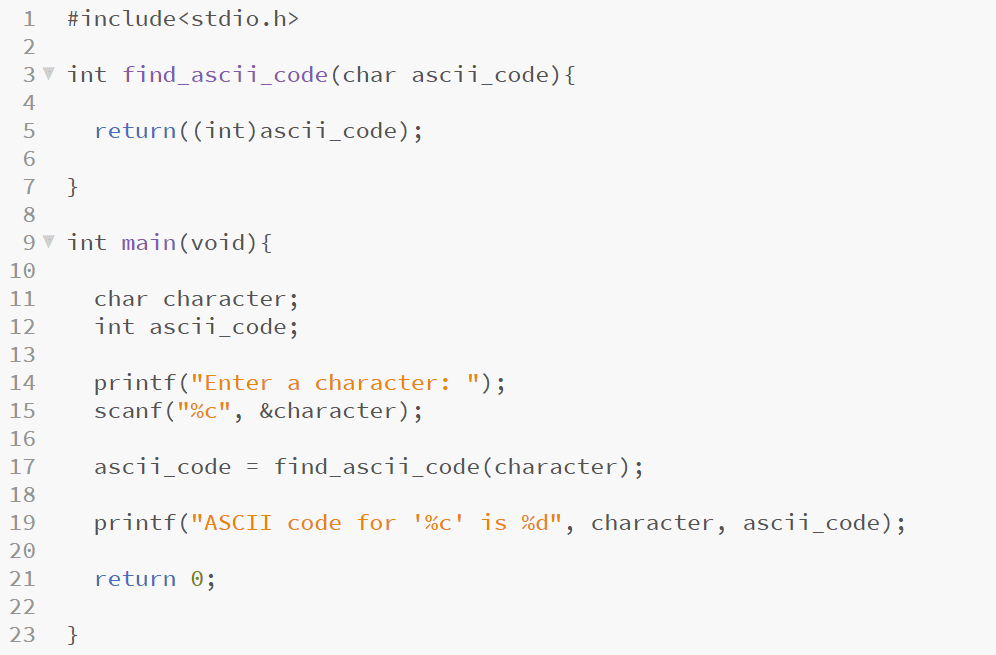 1 #include<stdio.h>
2
3 int find_ascii_code(char ascii_code){
4
5   return((int)ascii_code);
6
7 }
8
9 int main(void){
10
11   char character;
12   int ascii_code;
13
14   printf("Enter a character: ");
15   scanf("%c", &character);
16
17   ascii_code = find_ascii_code(character);
18
19   printf("ASCII code for '%c' is %d", character, ascii_code);
20
21   return 0;
22
23 }